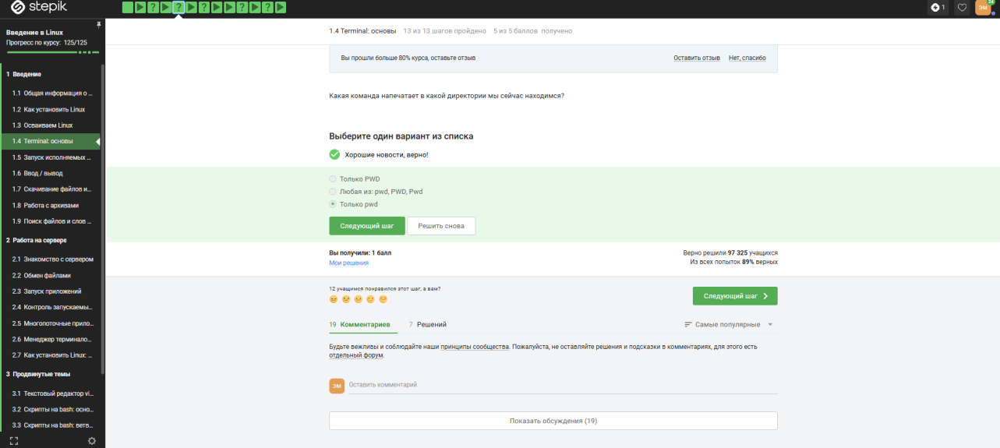 stepik
1
ЭМ
24
Введение в Linux
Прогресс по курсу: 125/125
1 Введение
1.1 Общая информация о ...
1.2 Как установить Linux
1.3 Осваиваем Linux
1.4 Terminal: основы
1.5 Запуск исполняемых ...
1.6 Ввод / вывод
1.7 Скачивание файлов и...
1.8 Работа с архивами
1.9 Поиск файлов и слов ...
2 Работа на сервере
2.1 Знакомство с сервером
2.2 Обмен файлами
2.3 Запуск приложений
2.4 Контроль запускаемы...
2.5 Многопоточные прило...
2.6 Менеджер терминало...
2.7 Как установить Linux: ...
3 Продвинутые темы
3.1 Текстовый редактор vi...
3.2 Скрипты на bash: осно...
3.3 Скрипты на bash: ветв...
1.4 Terminal: основы 13 из 13 шагов пройдено 5 из 5 баллов получено
Вы прошли больше 80% курса, оставьте отзыв Оставить отзыв Нет, спасибо
Какая команда напечатает в какой директории мы сейчас находимся?
Выберите один вариант из списка
Хорошие новости, верно!
Только PWD
Любая из: pwd, PWD, Pwd
Только pwd
Следующий шаг Решить снова
Вы получили: 1 балл Верно решили 97 325 учащихся
Мои решения Из всех попыток 89% верных
12 учащимся понравился этот шаг, а вам?
Следующий шаг
19 Комментариев 7 Решений Самые популярные
Будьте вежливы и соблюдайте наши принципы сообщества. Пожалуйста, не оставляйте решения и подсказки в комментариях, для этого есть
отдельный форум.
ЭМ Оставить комментарий
Показать обсуждения (19)